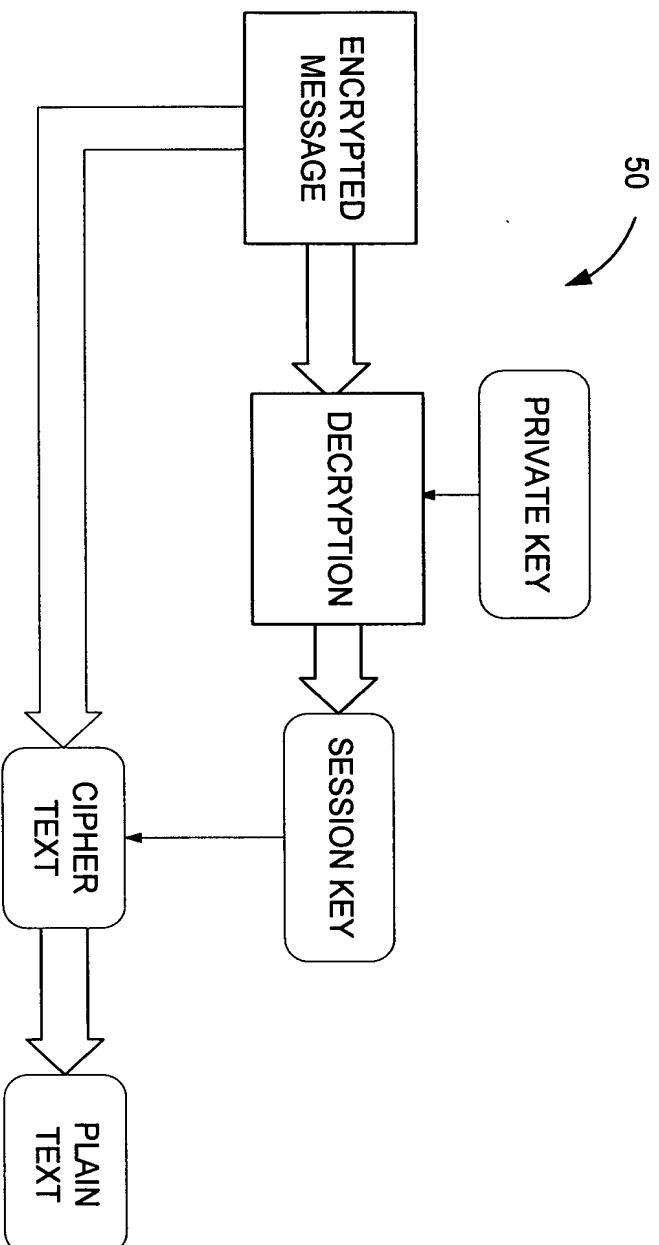 50
PRIVATE KEY
ENCRYPTED
MESSAGE
DECRYPTION
SESSION KEY
CIPHER
TEXT
PLAIN
TEXT